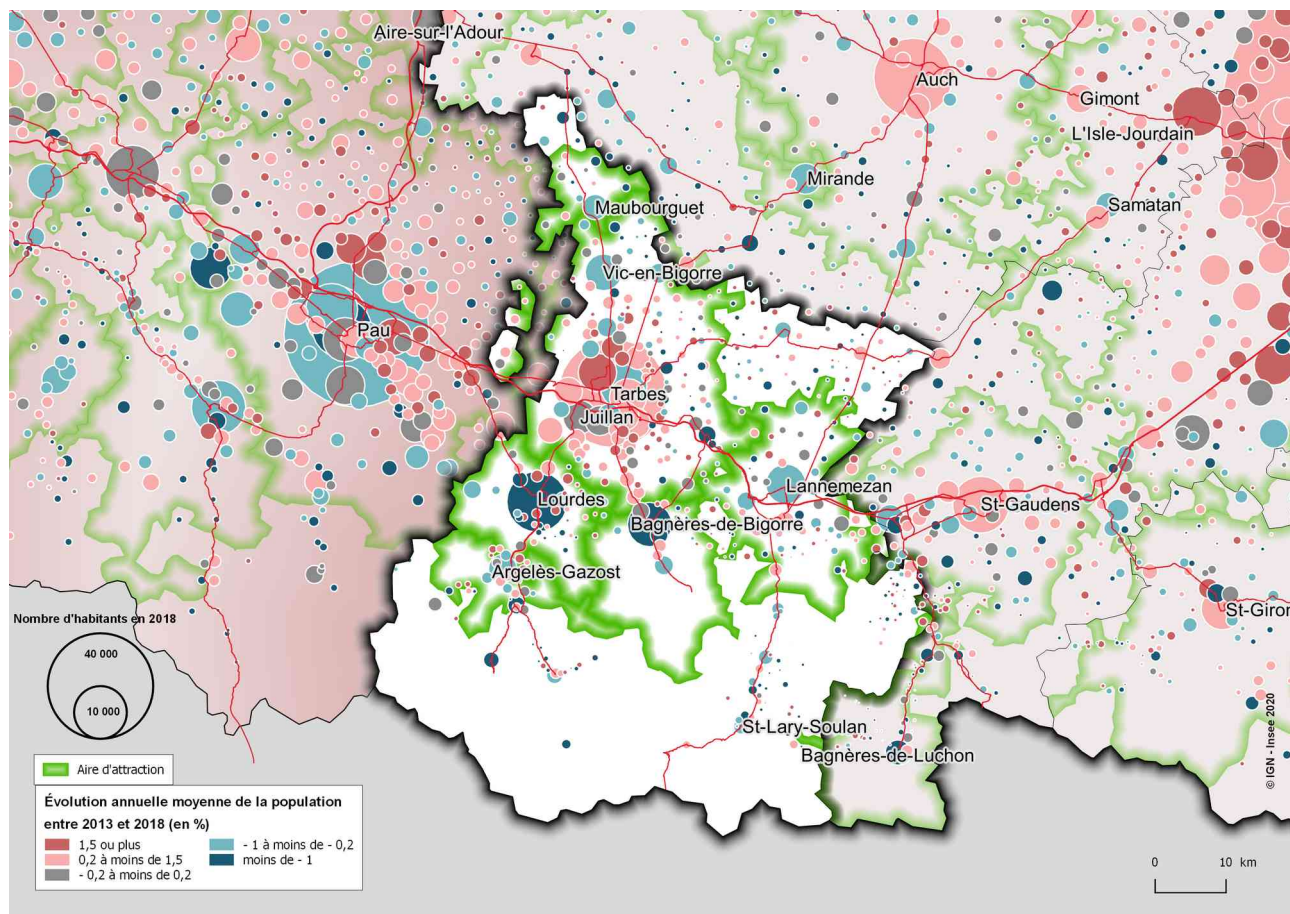 Aire-sur-l'Adour
Auch
Gimont
L'Isle-Jourdain
Mirande
Samatan
Maubourguet
Vic-en-Bigorre
Pau
Tarbes
Juillan
Lannemezan
Lourdes
St-Gaudens
Bagnères-de-Bigorre
Argelès-Gazost
St-Giron
St-Lary-Soulan
Bagnères-de-Luchon
Nombre d'habitants en 2018
40 000
10 000
Aire d'attraction
Évolution annuelle moyenne de la population
entre 2013 et 2018 (en %)
1,5 ou plus
0,2 à moins de 1,5
- 0,2 à moins de 0,2
- 1 à moins de - 0,2
moins de - 1
0 10 km
© IGN - Insee 2020